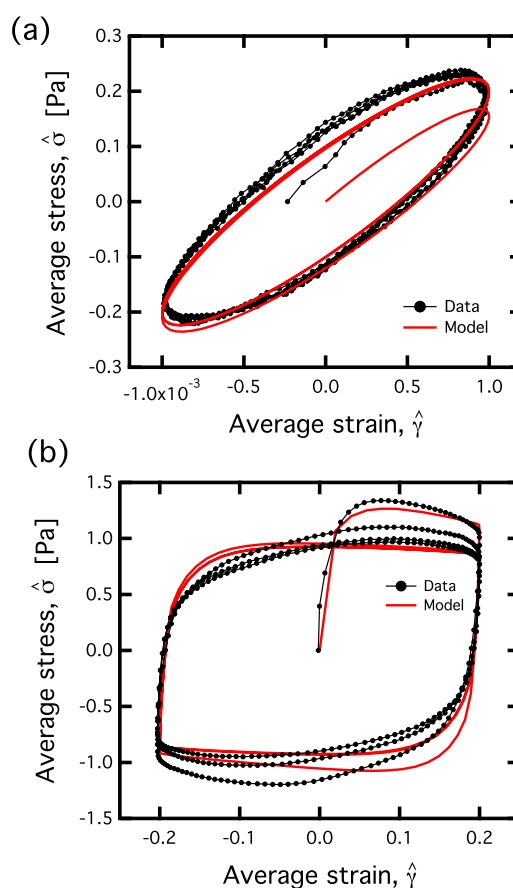 (a)
Average stress, σ̂ [Pa]
0.3
0.2
0.1
0.0
-0.1
-0.2
-0.3
Data
Model
-1.0x10⁻³
-0.5
0.0
0.5
1.0
Average strain, γ̂
(b)
Average stress, σ̂ [Pa]
1.5
1.0
0.5
0.0
-0.5
-1.0
-1.5
Data
Model
-0.2
-0.1
0.0
0.1
0.2
Average strain, γ̂